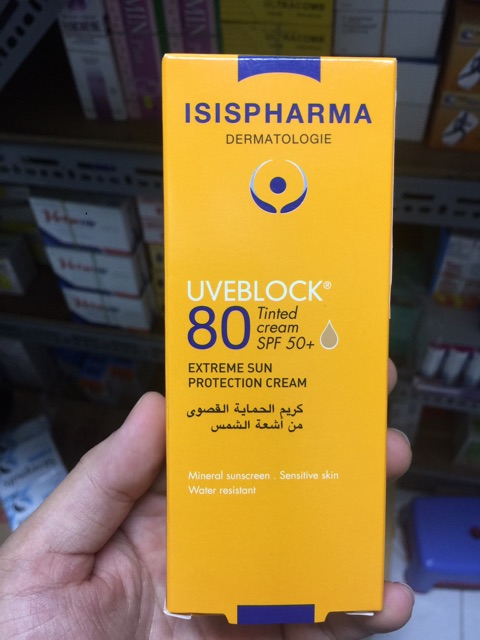 ISISPHARMA
DERMATOLOGIE
UVEBLOCK®
80 Tinted
cream
SPF 50+
EXTREME SUN
PROTECTION CREAM
كريم الحماية القصوى
من أشعة الشمس
Mineral sunscreen . Sensitive skin
Water resistant